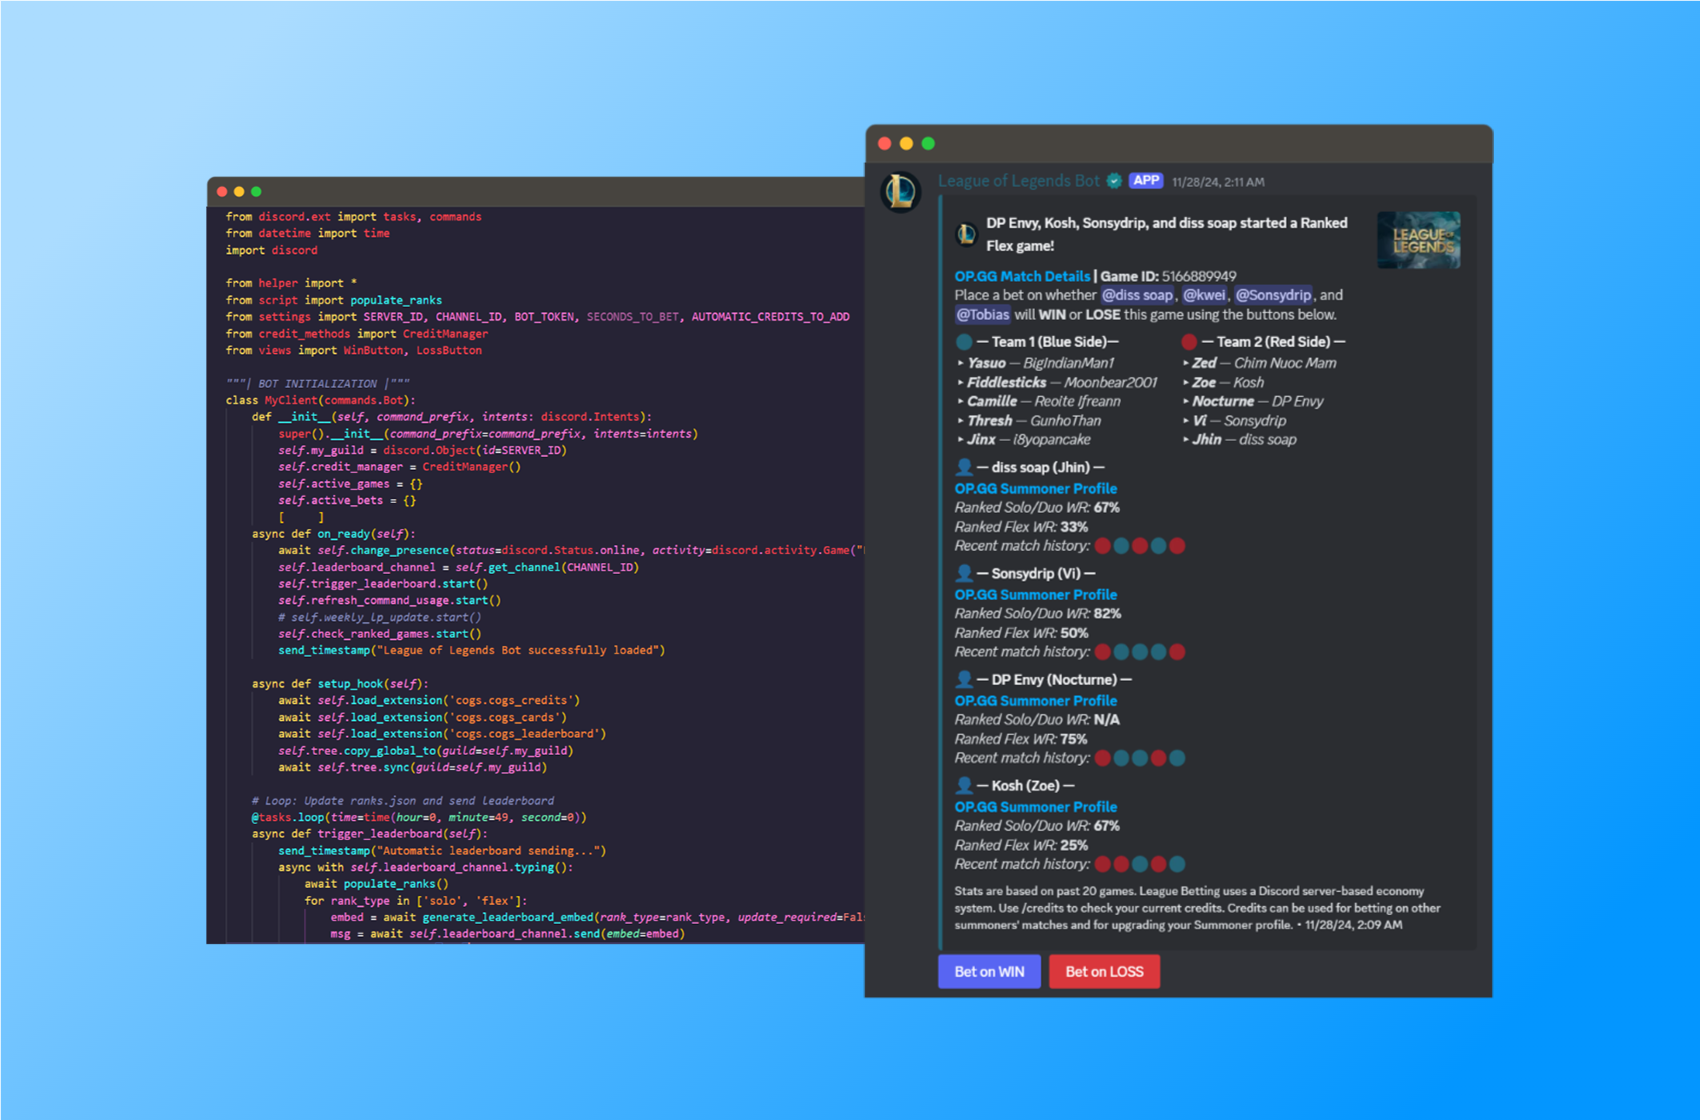 from discord.ext import tasks, commands
from datetime import time
import discord
from helper import *
from script import populate_ranks
from settings import SERVER_ID, CHANNEL_ID, BOT_TOKEN, SECONDS_TO_BET, AUTOMATIC_CREDITS_TO_ADD
from credit_methods import CreditManager
from views import WinButton, LossButton
"""| BOT INITIALIZATION |"""
class MyClient(commands.Bot):
def __init__(self, command_prefix, intents: discord.Intents):
super().__init__(command_prefix=command_prefix, intents=intents)
self.my_guild = discord.Object(id=SERVER_ID)
self.credit_manager = CreditManager()
self.active_games = {}
self.active_bets = {}
[ ]
async def on_ready(self):
await self.change_presence(status=discord.Status.online, activity=discord.activity.Game("
self.leaderboard_channel = self.get_channel(CHANNEL_ID)
self.trigger_leaderboard.start()
self.refresh_command_usage.start()
# self.weekly_lp_update.start()
self.check_ranked_games.start()
send_timestamp("League of Legends Bot successfully loaded")
async def setup_hook(self):
await self.load_extension('cogs.cogs_credits')
await self.load_extension('cogs.cogs_cards')
await self.load_extension('cogs.cogs_leaderboard')
self.tree.copy_global_to(guild=self.my_guild)
await self.tree.sync(guild=self.my_guild)
# Loop: Update ranks.json and send Leaderboard
@tasks.loop(time=time(hour=0, minute=49, second=0))
async def trigger_leaderboard(self):
send_timestamp("Automatic leaderboard sending...")
async with self.leaderboard_channel.typing():
await populate_ranks()
for rank_type in ['solo', 'flex']:
embed = await generate_leaderboard_embed(rank_type=rank_type, update_required=Fal
msg = await self.leaderboard_channel.send(embed=embed)
League of Legends Bot APP 11/28/24, 2:11 AM
DP Envy, Kosh, Sonsydrip, and diss soap started a Ranked
Flex game!
LEAGUE OF
LEGENDS
OP.GG Match Details | Game ID: 5166889949
Place a bet on whether @diss soap, @kwei, @Sonsydrip, and
@Tobias will WIN or LOSE this game using the buttons below.
— Team 1 (Blue Side)—
‣ Yasuo — BigIndianMan1
‣ Fiddlesticks — Moonbear2001
‣ Camille — Reoite Ifreann
‣ Thresh — GunhoThan
‣ Jinx — i8yopancake
— Team 2 (Red Side) —
‣ Zed — Chim Nuoc Mam
‣ Zoe — Kosh
‣ Nocturne — DP Envy
‣ Vi — Sonsydrip
‣ Jhin — diss soap
— diss soap (Jhin) —
OP.GG Summoner Profile
Ranked Solo/Duo WR: 67%
Ranked Flex WR: 33%
Recent match history:
— Sonsydrip (Vi) —
OP.GG Summoner Profile
Ranked Solo/Duo WR: 82%
Ranked Flex WR: 50%
Recent match history:
— DP Envy (Nocturne) —
OP.GG Summoner Profile
Ranked Solo/Duo WR: N/A
Ranked Flex WR: 75%
Recent match history:
— Kosh (Zoe) —
OP.GG Summoner Profile
Ranked Solo/Duo WR: 67%
Ranked Flex WR: 25%
Recent match history:
Stats are based on past 20 games. League Betting uses a Discord server-based economy
system. Use /credits to check your current credits. Credits can be used for betting on other
summoners' matches and for upgrading your Summoner profile. • 11/28/24, 2:09 AM
Bet on WIN
Bet on LOSS